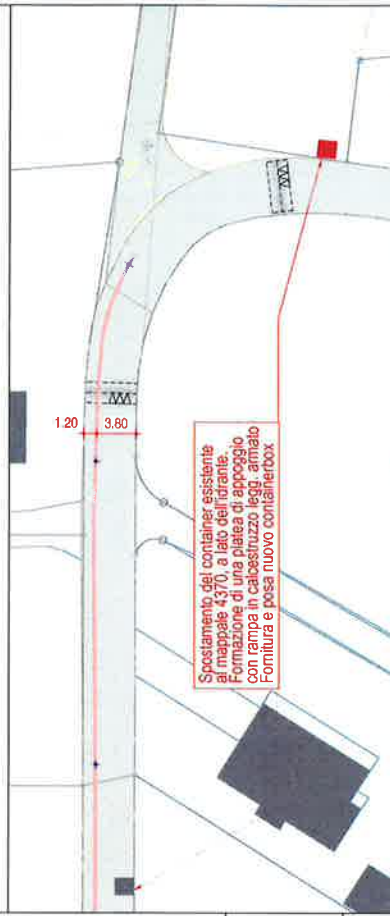 1.20
3.80
Spostamento del container esistente
al mappale 4370, a lato dell'idrante.
Formazione di una platea di appoggio
con rampa in calcestruzzo legg. armato
Fornitura e posa nuovo containerbox